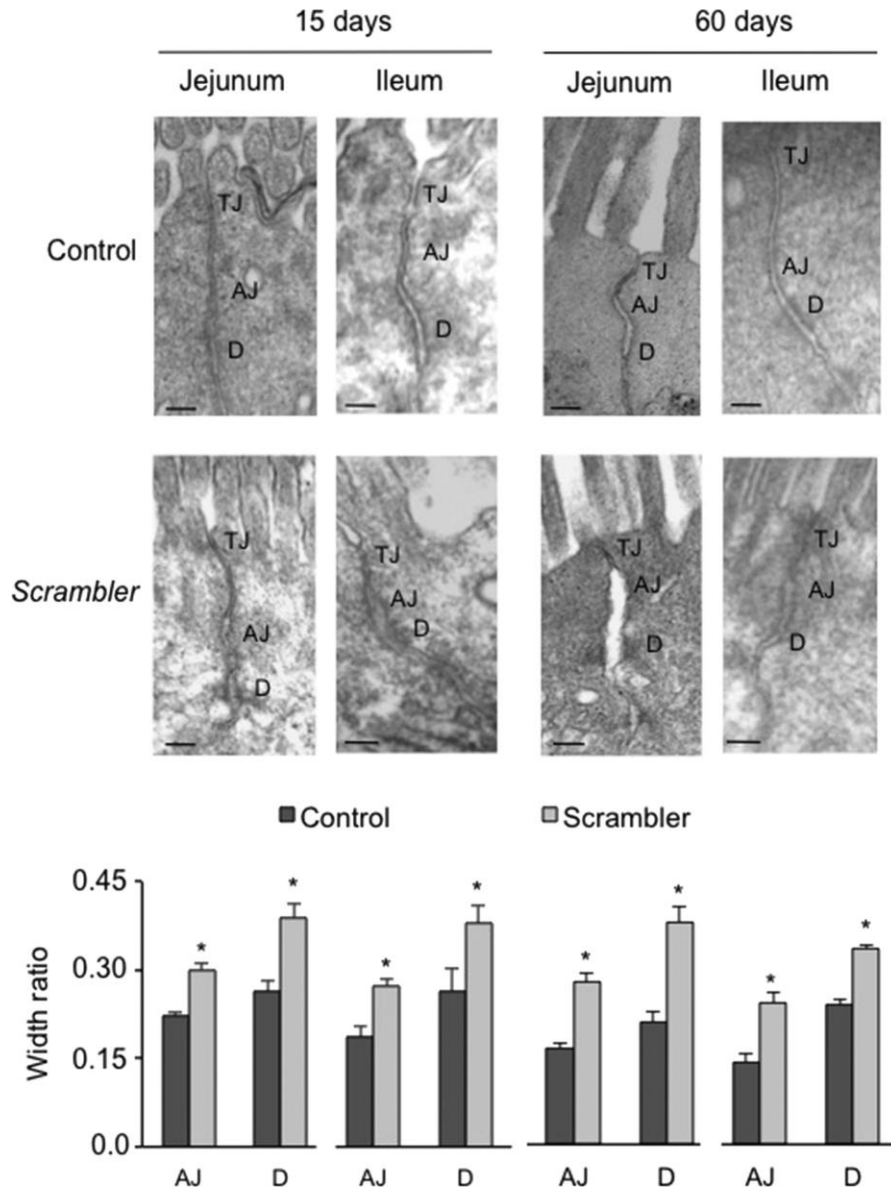 15 days 60 days
Jejunum Ileum Jejunum Ileum
Control
TJ TJ TJ TJ
AJ AJ AJ AJ
D D D D
Scrambler
TJ TJ TJ TJ
AJ AJ AJ AJ
D D D D
Control Scrambler
Width ratio
0.45
* * * * * * * *
0.30
0.15
0.0
AJ D AJ D AJ D AJ D